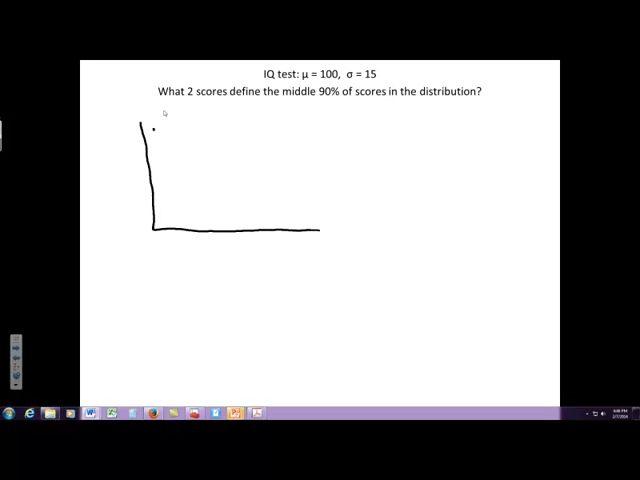 IQ test: μ = 100,  σ = 15
What 2 scores define the middle 90% of scores in the distribution?